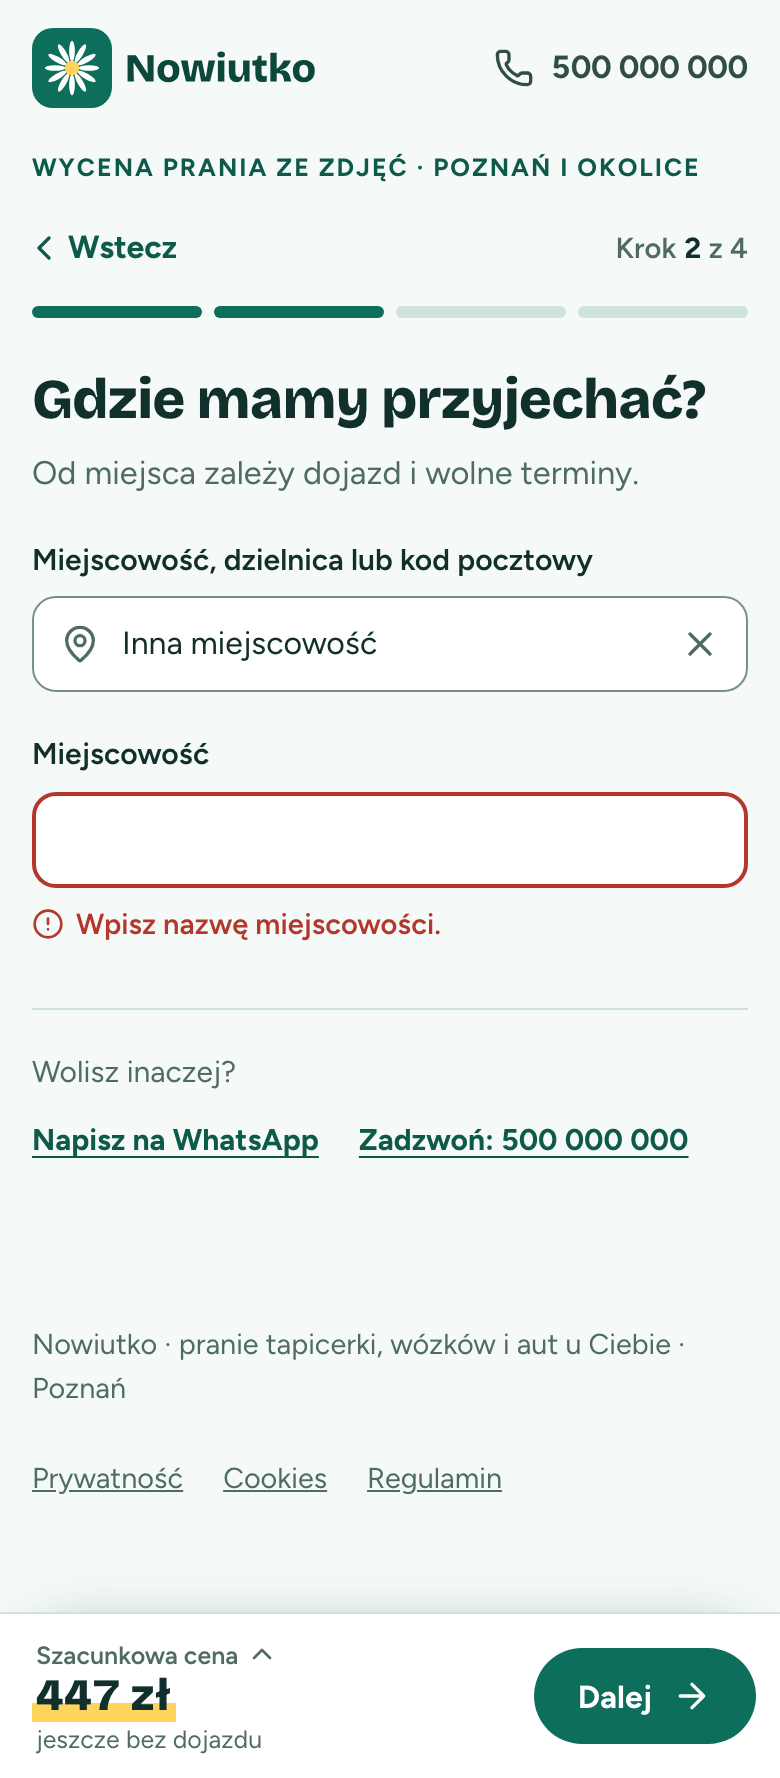 Nowiutko
500 000 000
WYCENA PRANIA ZE ZDJĘĆ · POZNAŃ I OKOLICE
Wstecz
Krok 2 z 4
Gdzie mamy przyjechać?
Od miejsca zależy dojazd i wolne terminy.
Miejscowość, dzielnica lub kod pocztowy
Inna miejscowość
Miejscowość
Wpisz nazwę miejscowości.
Wolisz inaczej?
Napisz na WhatsApp
Zadzwoń: 500 000 000
Nowiutko · pranie tapicerki, wózków i aut u Ciebie ·
Poznań
Prywatność
Cookies
Regulamin
Szacunkowa cena
447 zł
jeszcze bez dojazdu
Dalej